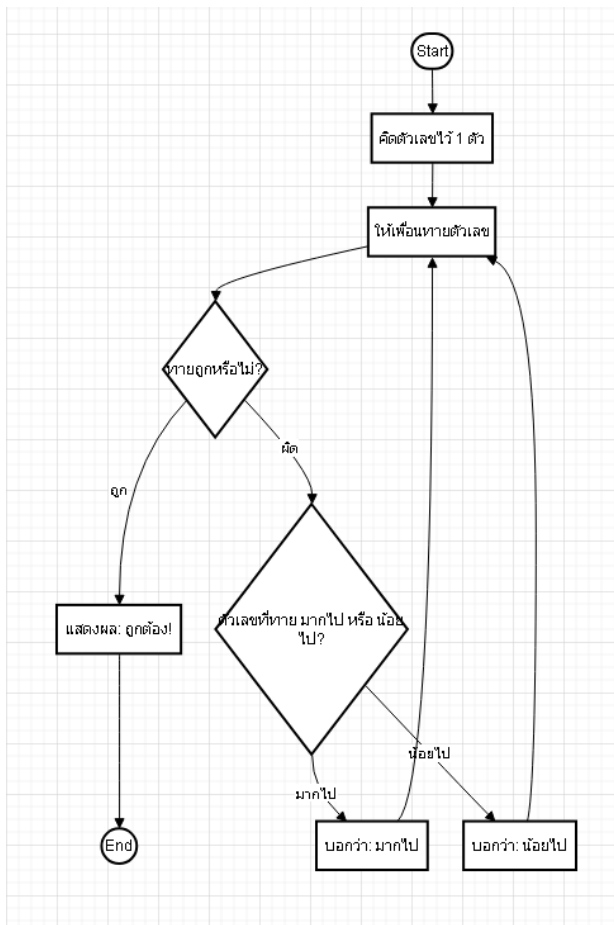 Start
คิดตัวเลขไว้ 1 ตัว
ให้เพื่อนทายตัวเลข
ทายถูกหรือไม่?
ผิด
ถูก
แสดงผล: ถูกต้อง!
ตัวเลขที่ทาย มากไป หรือ น้อย
ไป?
น้อยไป
มากไป
End
บอกว่า: มากไป
บอกว่า: น้อยไป